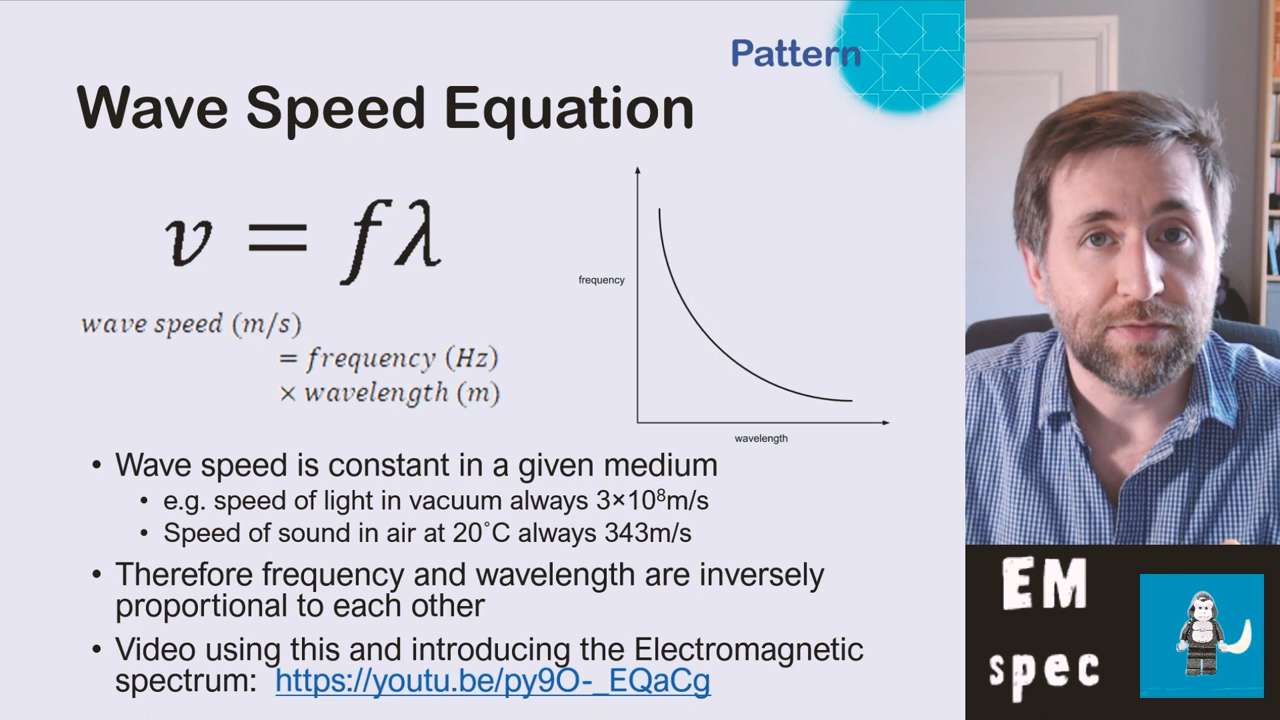 Pattern
Wave Speed Equation
v = fλ
wave speed (m/s)
= frequency (Hz)
× wavelength (m)
frequency
wavelength
• Wave speed is constant in a given medium
• e.g. speed of light in vacuum always 3×10⁸m/s
• Speed of sound in air at 20˚C always 343m/s
• Therefore frequency and wavelength are inversely
proportional to each other
• Video using this and introducing the Electromagnetic
spectrum: https://youtu.be/py9O-_EQaCg
EM
spec